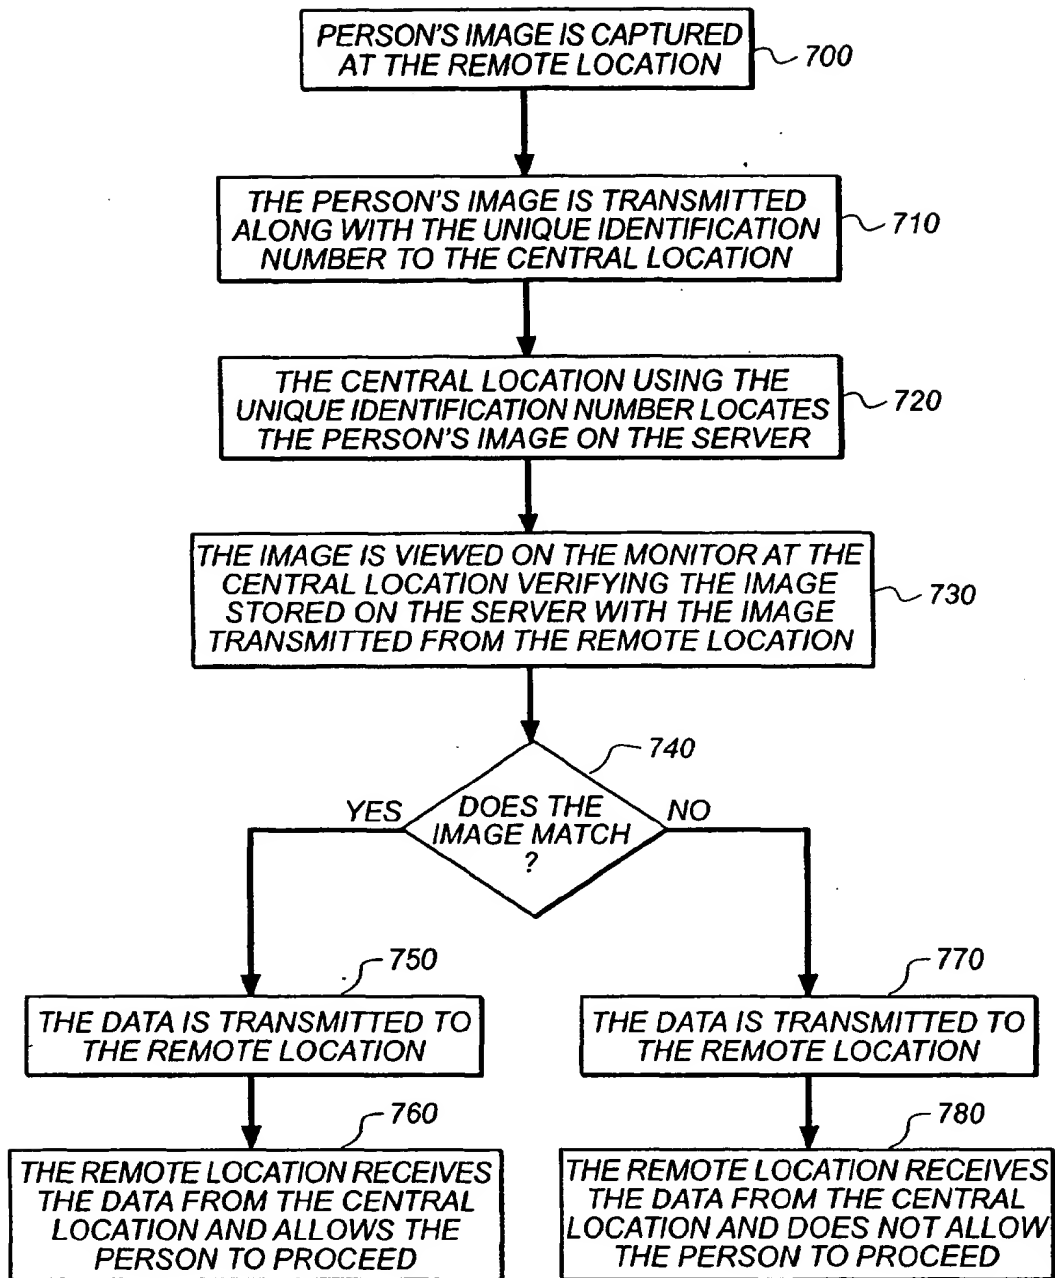 PERSON'S IMAGE IS CAPTURED
AT THE REMOTE LOCATION
700
THE PERSON'S IMAGE IS TRANSMITTED
ALONG WITH THE UNIQUE IDENTIFICATION
NUMBER TO THE CENTRAL LOCATION
710
THE CENTRAL LOCATION USING THE
UNIQUE IDENTIFICATION NUMBER LOCATES
THE PERSON'S IMAGE ON THE SERVER
720
THE IMAGE IS VIEWED ON THE MONITOR AT THE
CENTRAL LOCATION VERIFYING THE IMAGE
STORED ON THE SERVER WITH THE IMAGE
TRANSMITTED FROM THE REMOTE LOCATION
730
740
YES
DOES THE
IMAGE MATCH
?
NO
750
THE DATA IS TRANSMITTED TO
THE REMOTE LOCATION
770
THE DATA IS TRANSMITTED TO
THE REMOTE LOCATION
760
THE REMOTE LOCATION RECEIVES
THE DATA FROM THE CENTRAL
LOCATION AND ALLOWS THE
PERSON TO PROCEED
780
THE REMOTE LOCATION RECEIVES
THE DATA FROM THE CENTRAL
LOCATION AND DOES NOT ALLOW
THE PERSON TO PROCEED